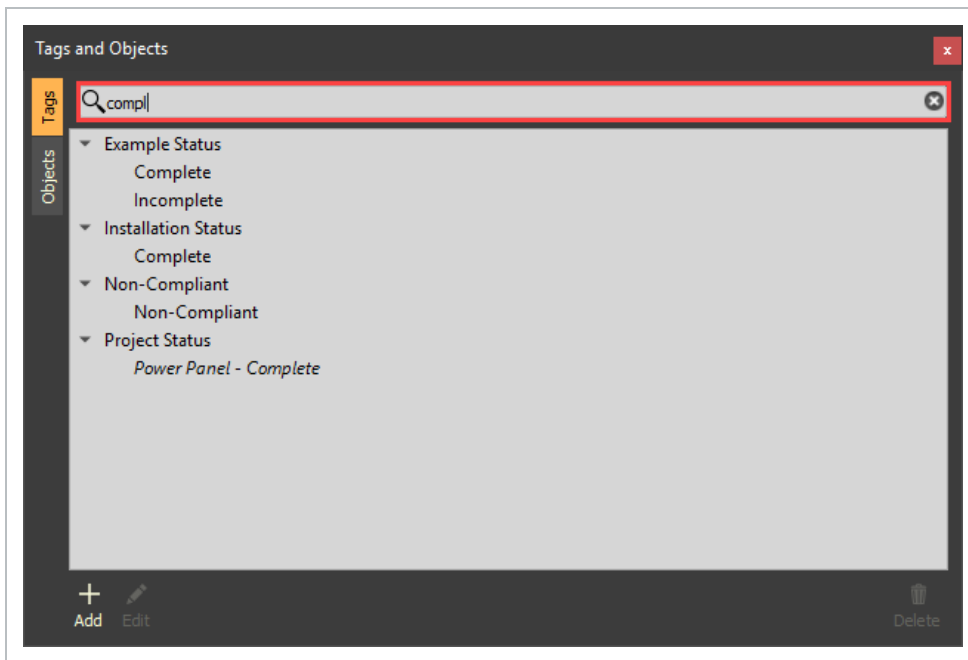 Tags and Objects
x
Tags
Objects
compl
Example Status
Complete
Incomplete
Installation Status
Complete
Non-Compliant
Non-Compliant
Project Status
Power Panel - Complete
Add Edit Delete